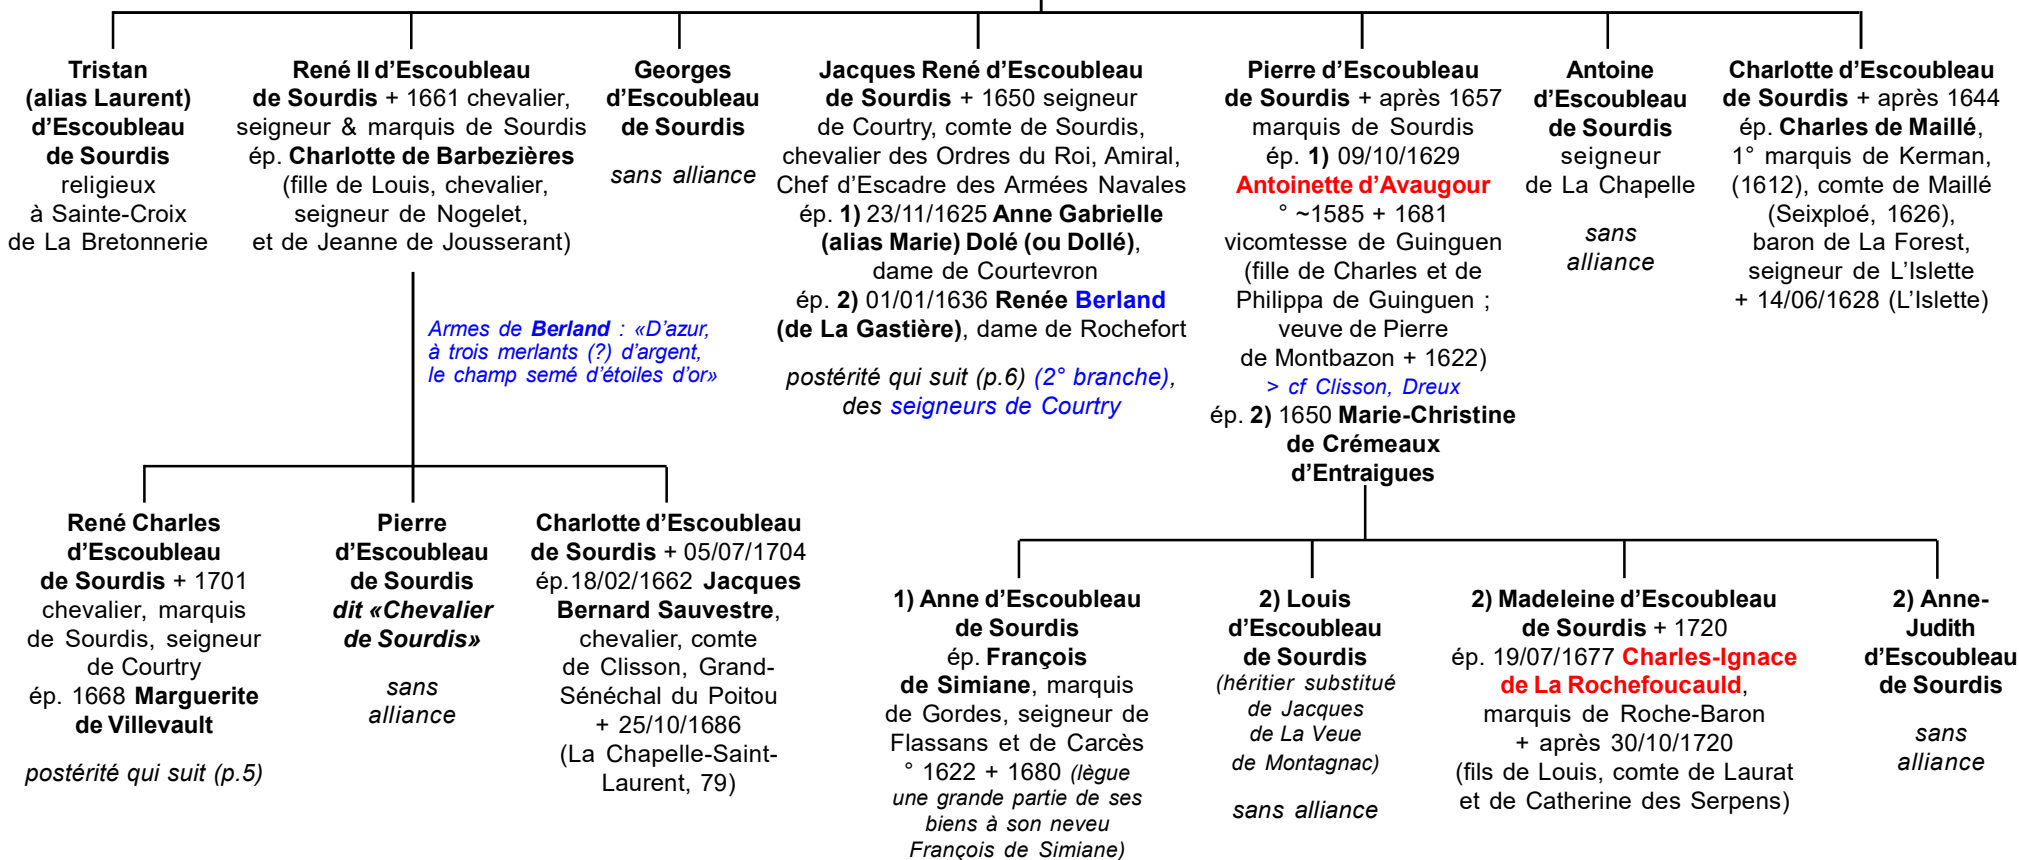 Tristan
(alias Laurent)
d'Escoubleau
de Sourdis
religieux
à Sainte-Croix
de La Bretonnerie
René II d'Escoubleau
de Sourdis + 1661 chevalier,
seigneur & marquis de Sourdis
ép. Charlotte de Barbezières
(fille de Louis, chevalier,
seigneur de Nogelet,
et de Jeanne de Jousserant)
Georges
d'Escoubleau
de Sourdis
sans alliance
Jacques René d'Escoubleau
de Sourdis + 1650 seigneur
de Courtry, comte de Sourdis,
chevalier des Ordres du Roi, Amiral,
Chef d'Escadre des Armées Navales
ép. 1) 23/11/1625 Anne Gabrielle
(alias Marie) Dolé (ou Dollé),
dame de Courtevron
ép. 2) 01/01/1636 Renée Berland
(de La Gastière), dame de Rochefort
postérité qui suit (p.6) (2° branche),
des seigneurs de Courtry
Pierre d'Escoubleau
de Sourdis + après 1657
marquis de Sourdis
ép. 1) 09/10/1629
Antoinette d'Avaugour
° ~1585 + 1681
vicomtesse de Guinguen
(fille de Charles et de
Philippa de Guinguen ;
veuve de Pierre
de Montbazon + 1622)
> cf Clisson, Dreux
ép. 2) 1650 Marie-Christine
de Crémeaux
d'Entraigues
Antoine
d'Escoubleau
de Sourdis
seigneur
de La Chapelle
sans
alliance
Charlotte d'Escoubleau
de Sourdis + après 1644
ép. Charles de Maillé,
1° marquis de Kerman,
(1612), comte de Maillé
(Seixploé, 1626),
baron de La Forest,
seigneur de L'Islette
+ 14/06/1628 (L'Islette)
Armes de Berland : «D'azur,
à trois merlants (?) d'argent,
le champ semé d'étoiles d'or»
René Charles
d'Escoubleau
de Sourdis + 1701
chevalier, marquis
de Sourdis, seigneur
de Courtry
ép. 1668 Marguerite
de Villevault
postérité qui suit (p.5)
Pierre
d'Escoubleau
de Sourdis
dit «Chevalier
de Sourdis»
sans
alliance
Charlotte d'Escoubleau
de Sourdis + 05/07/1704
ép.18/02/1662 Jacques
Bernard Sauvestre,
chevalier, comte
de Clisson, Grand-
Sénéchal du Poitou
+ 25/10/1686
(La Chapelle-Saint-
Laurent, 79)
1) Anne d'Escoubleau
de Sourdis
ép. François
de Simiane, marquis
de Gordes, seigneur de
Flassans et de Carcès
° 1622 + 1680 (lègue
une grande partie de ses
biens à son neveu
François de Simiane)
2) Louis
d'Escoubleau
de Sourdis
(héritier substitué
de Jacques
de La Veue
de Montagnac)
sans alliance
2) Madeleine d'Escoubleau
de Sourdis + 1720
ép. 19/07/1677 Charles-Ignace
de La Rochefoucauld,
marquis de Roche-Baron
+ après 30/10/1720
(fils de Louis, comte de Laurat
et de Catherine des Serpens)
2) Anne-
Judith
d'Escoubleau
de Sourdis
sans
alliance